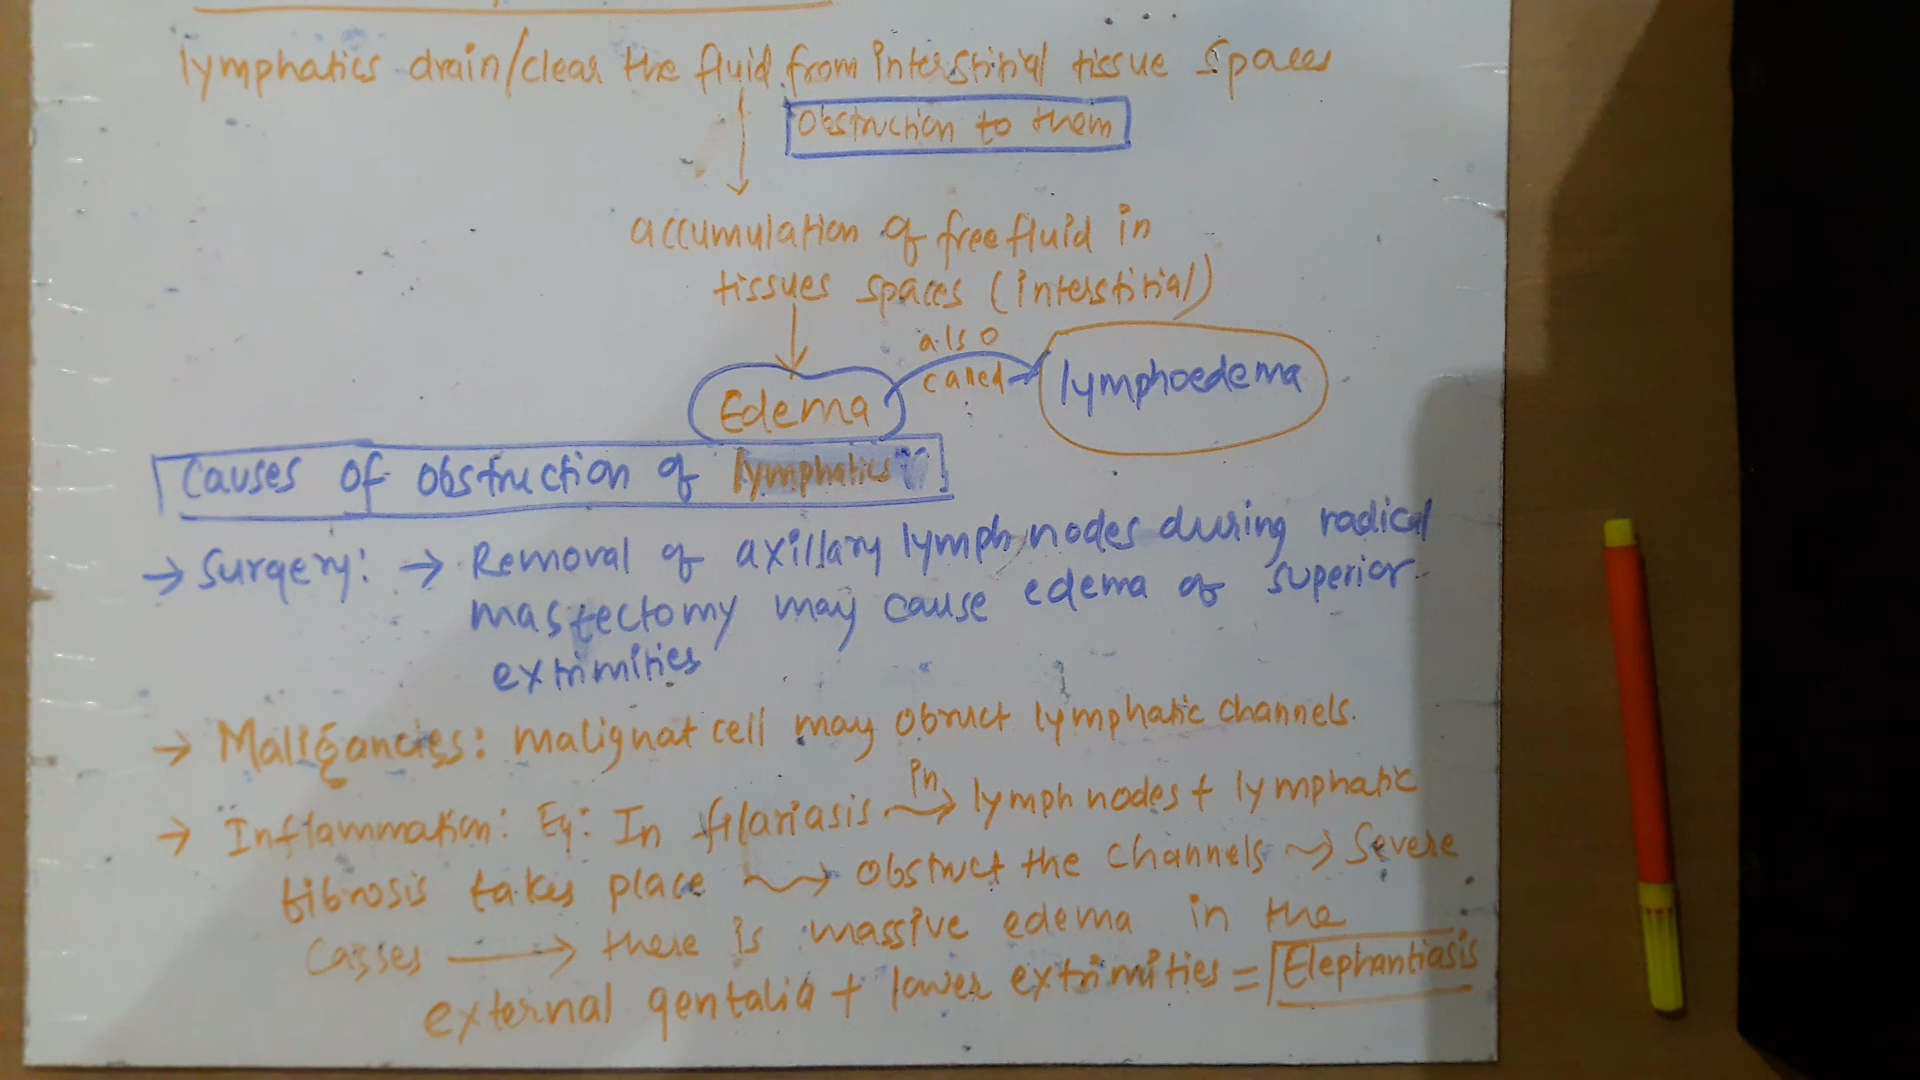 lymphatics drain/clear the fluid from interstitial tissue spaces
obstruction to them
accumulation of free fluid in
tissues spaces (interstitial)
also
called
Edema
lymphoedema
Causes of obstruction of lymphatics
→ Surgery: → Removal of axillary lymph nodes during radical
mastectomy may cause edema of superior
extrimities
→ Maligancies: malignat cell may obruct lymphatic channels.
→ Inflammation: Eg: In filariasis in → lymph nodes + lymphatic
fibrosis takes place → obstruct the channels → Severe
Casses → there is massive edema in the
external gentalia + lower extrimities = Elephantiasis